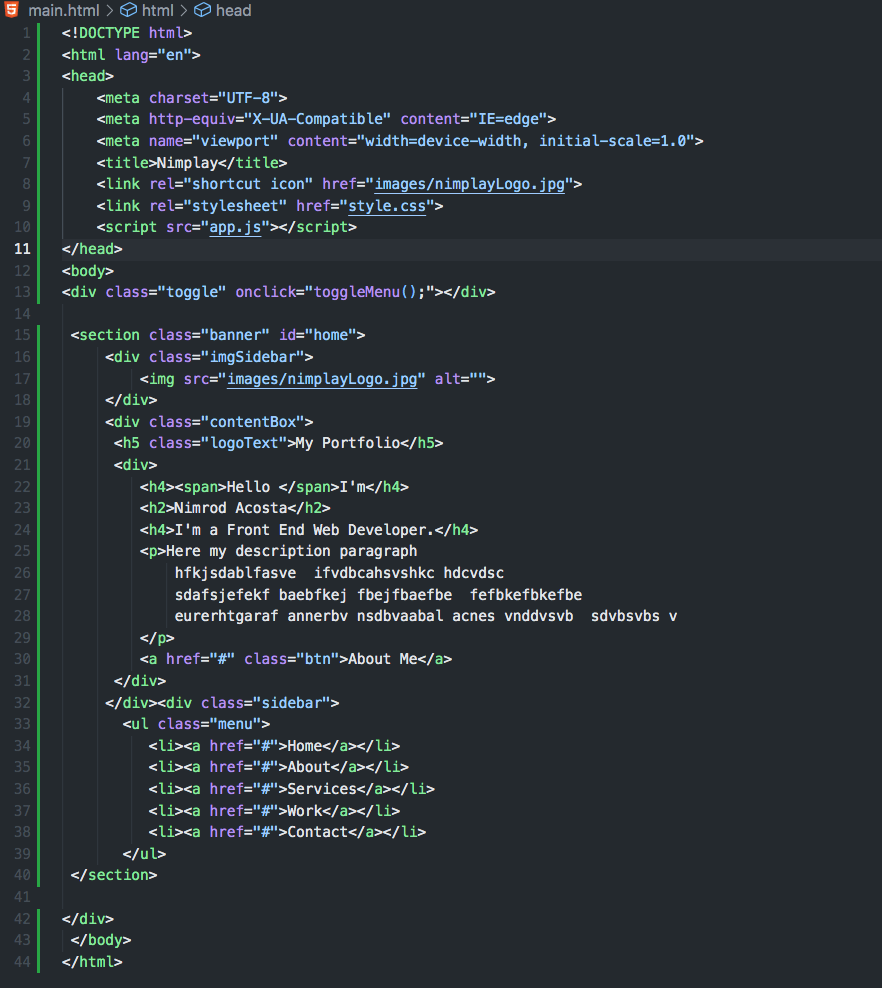 main.html > html > head
1 <!DOCTYPE html>
2 <html lang="en">
3 <head>
4     <meta charset="UTF-8">
5     <meta http-equiv="X-UA-Compatible" content="IE=edge">
6     <meta name="viewport" content="width=device-width, initial-scale=1.0">
7     <title>Nimplay</title>
8     <link rel="shortcut icon" href="images/nimplayLogo.jpg">
9     <link rel="stylesheet" href="style.css">
10     <script src="app.js"></script>
11 </head>
12 <body>
13 <div class="toggle" onclick="toggleMenu();"></div>
14
15  <section class="banner" id="home">
16      <div class="imgSidebar">
17          <img src="images/nimplayLogo.jpg" alt="">
18      </div>
19      <div class="contentBox">
20       <h5 class="logoText">My Portfolio</h5>
21       <div>
22          <h4><span>Hello </span>I'm</h4>
23          <h2>Nimrod Acosta</h2>
24          <h4>I'm a Front End Web Developer.</h4>
25          <p>Here my description paragraph
26              hfkjsdablfasve  ifvdbcahsvshkc hdcvdsc
27              sdafsjefekf baebfkej fbejfbaefbe  fefbkefbkefbe
28              eurerhtgaraf annerbv nsdbvaabal acnes vnddvsvb  sdvbsvbs v
29          </p>
30          <a href="#" class="btn">About Me</a>
31       </div>
32      </div><div class="sidebar">
33        <ul class="menu">
34           <li><a href="#">Home</a></li>
35           <li><a href="#">About</a></li>
36           <li><a href="#">Services</a></li>
37           <li><a href="#">Work</a></li>
38           <li><a href="#">Contact</a></li>
39        </ul>
40  </section>
41
42 </div>
43  </body>
44 </html>